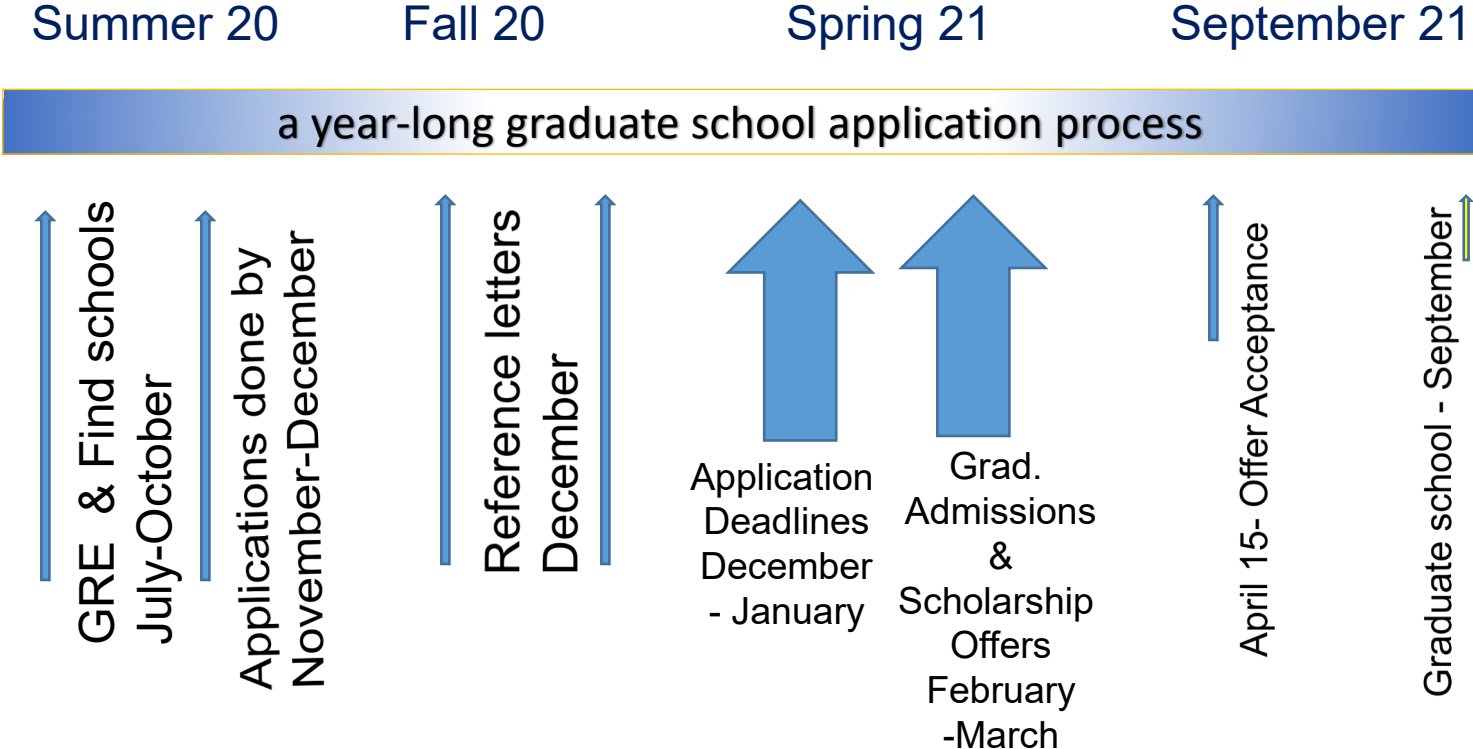 Summer 20
Fall 20
Spring 21
September 21
a year-long graduate school application process
GRE & Find schools
July-October
Applications done by
November-December
Reference letters
December
Application
Deadlines
December
- January
Grad.
Admissions
&
Scholarship
Offers
February
-March
April 15- Offer Acceptance
Graduate school - September